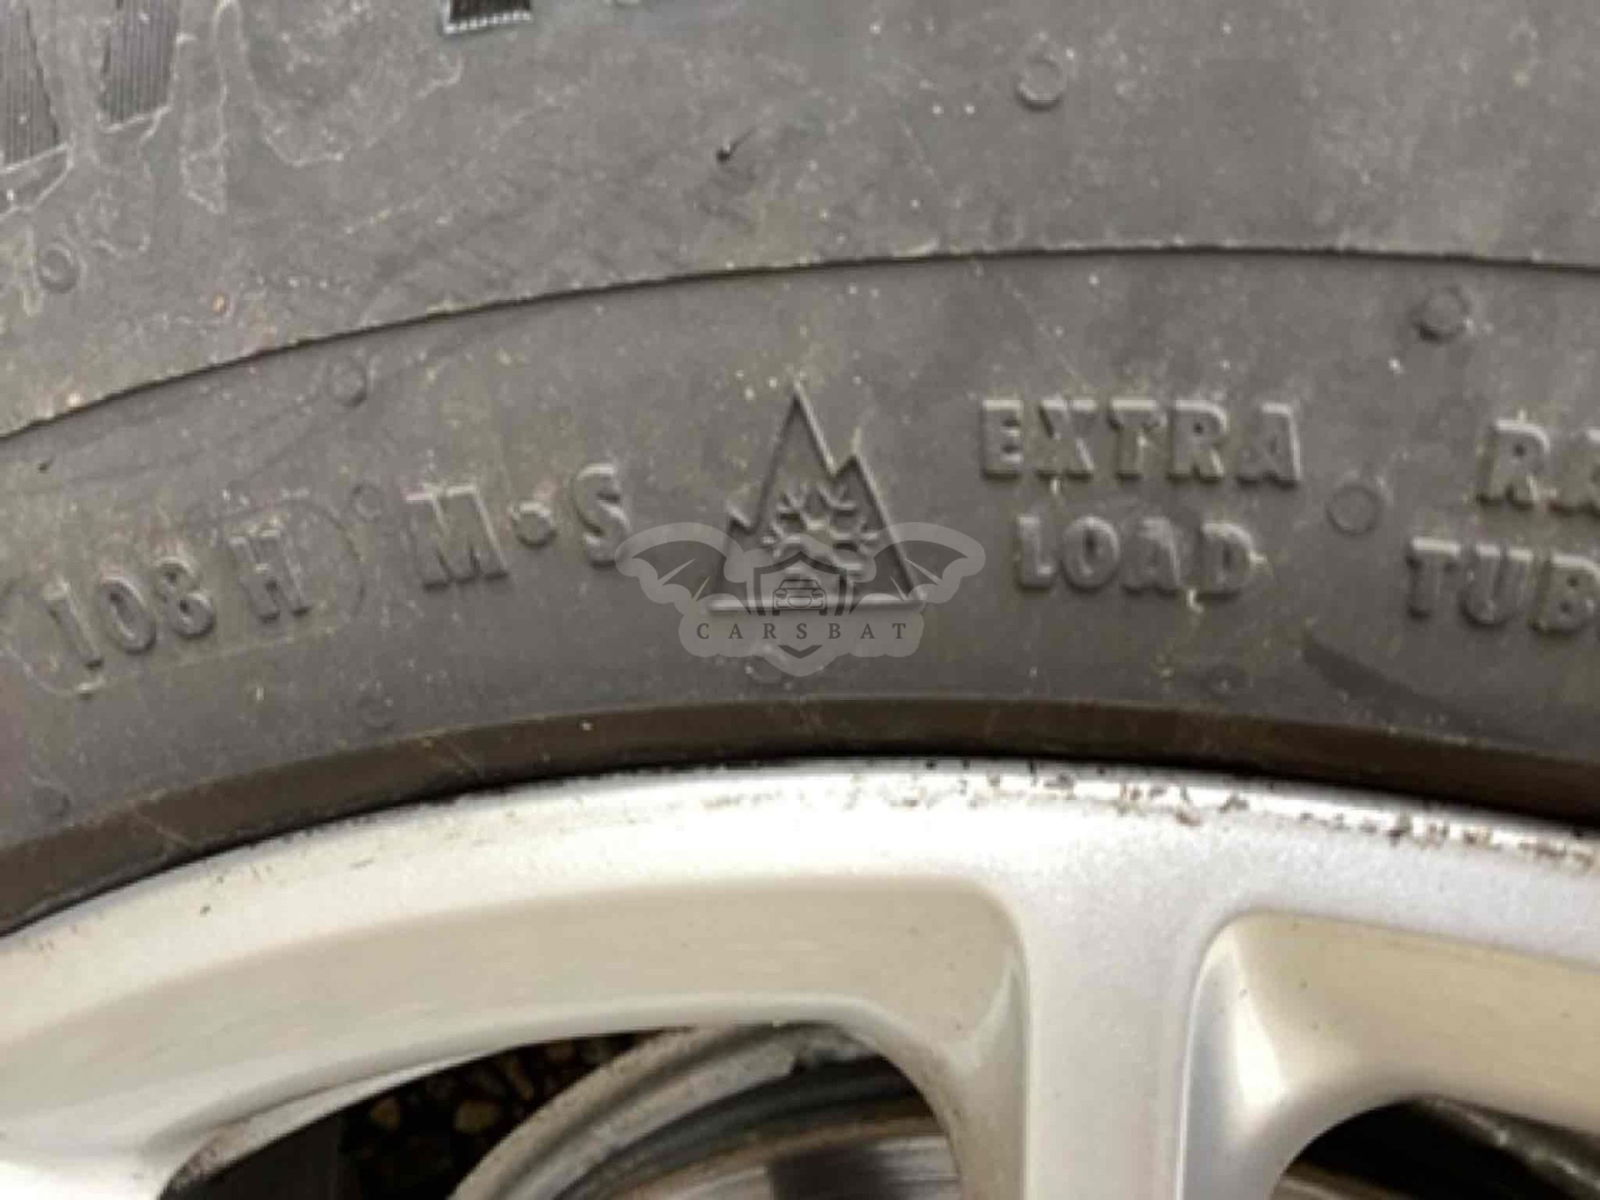 108 H M•S
EXTRA
LOAD
CARSBAT